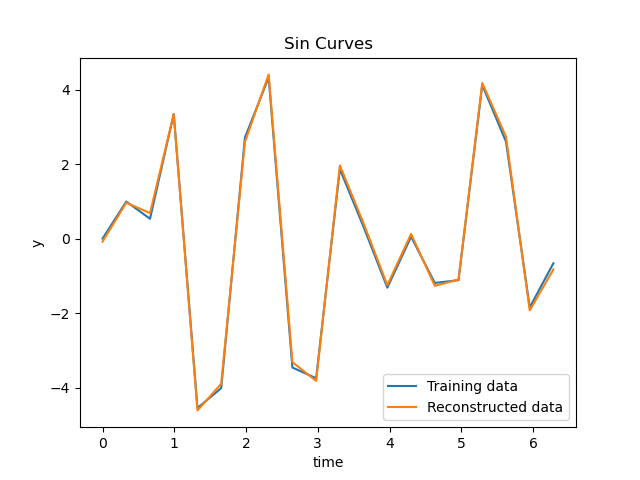 Sin Curves
y
4
2
0
−2
−4
0 1 2 3 4 5 6
time
Training data
Reconstructed data